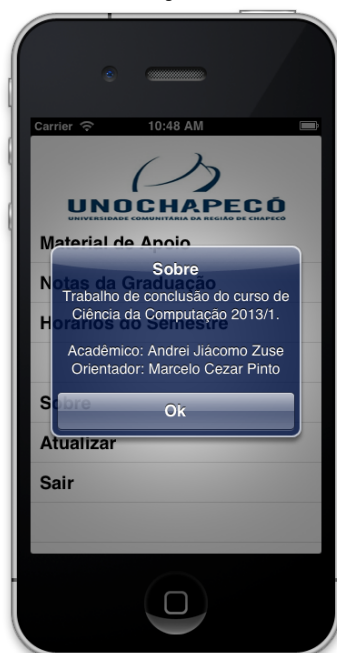 Carrier 10:48 AM
UNOCHAPECÓ
UNIVERSIDADE COMUNITÁRIA DA REGIÃO DE CHAPECÓ
Material de Apoio
Sobre
Notas da Graduação
Trabalho de conclusão do curso de
Ciência da Computação 2013/1.
Horários do Semestre
Acadêmico: Andrei Jiácomo Zuse
Orientador: Marcelo Cezar Pinto
Sobre
Ok
Atualizar
Sair